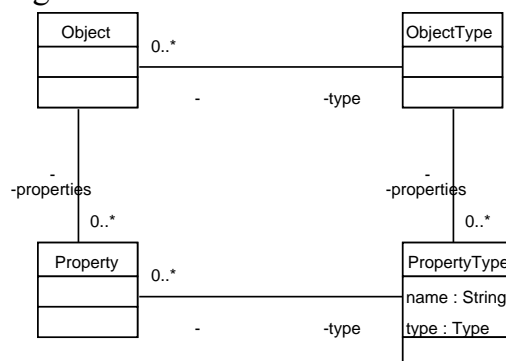 Object
ObjectType
0..*
- -type
-
-properties
-
-properties
0..*
0..*
Property
PropertyType
0..*
name : String
- -type
type : Type